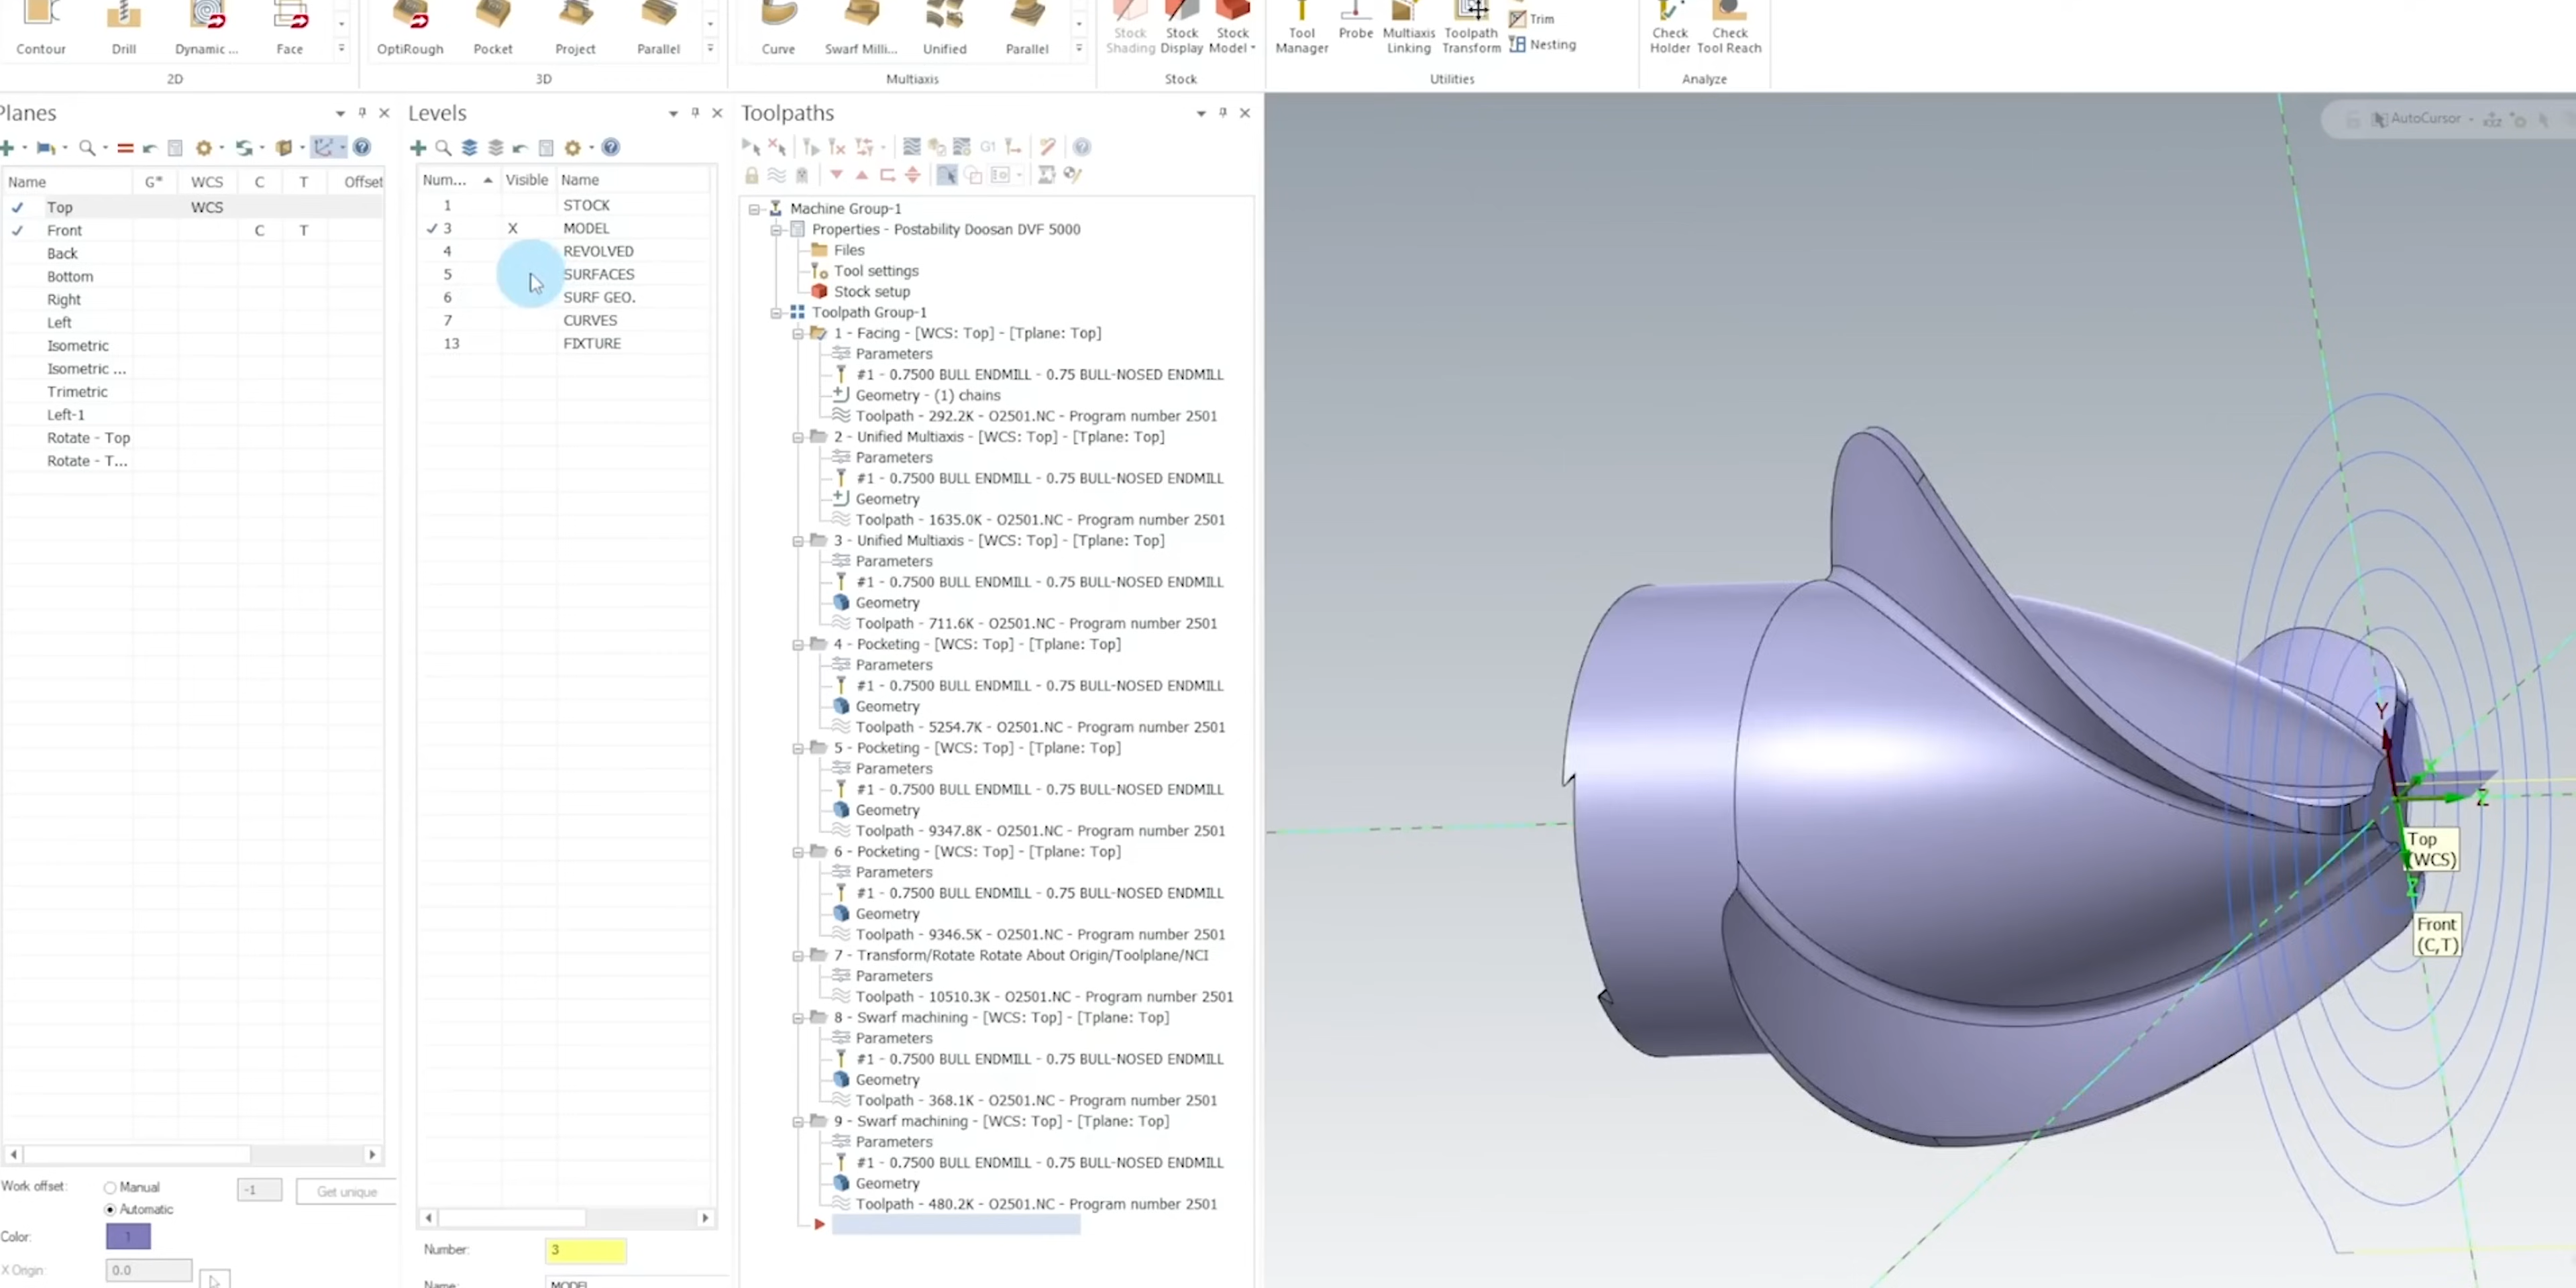 Contour Drill Dynamic ... Face
OptiRough Pocket Project Parallel
Curve Swarf Milli... Unified Parallel
Stock Shading Stock Display Stock Model
Tool Manager Probe Multiaxis Linking Toolpath Transform
Trim
Nesting
Check Holder Check Tool Reach
2D 3D Multiaxis Stock Utilities Analyze
Planes
Name G* WCS C T Offset
Top WCS
Front C T
Back
Bottom
Right
Left
Isometric
Isometric ...
Trimetric
Left-1
Rotate - Top
Rotate - T...
Work offset: Manual -1 Get unique
Automatic
Color: 1
X Origin: 0.0
Levels
Num... Visible Name
1 STOCK
3 X MODEL
4 REVOLVED
5 SURFACES
6 SURF GEO.
7 CURVES
13 FIXTURE
Number: 3
Name: MODEL
Toolpaths
G1
Machine Group-1
Properties - Postability Doosan DVF 5000
Files
Tool settings
Stock setup
Toolpath Group-1
1 - Facing - [WCS: Top] - [Tplane: Top]
Parameters
#1 - 0.7500 BULL ENDMILL - 0.75 BULL-NOSED ENDMILL
Geometry - (1) chains
Toolpath - 292.2K - O2501.NC - Program number 2501
2 - Unified Multiaxis - [WCS: Top] - [Tplane: Top]
Parameters
#1 - 0.7500 BULL ENDMILL - 0.75 BULL-NOSED ENDMILL
Geometry
Toolpath - 1635.0K - O2501.NC - Program number 2501
3 - Unified Multiaxis - [WCS: Top] - [Tplane: Top]
Parameters
#1 - 0.7500 BULL ENDMILL - 0.75 BULL-NOSED ENDMILL
Geometry
Toolpath - 711.6K - O2501.NC - Program number 2501
4 - Pocketing - [WCS: Top] - [Tplane: Top]
Parameters
#1 - 0.7500 BULL ENDMILL - 0.75 BULL-NOSED ENDMILL
Geometry
Toolpath - 5254.7K - O2501.NC - Program number 2501
5 - Pocketing - [WCS: Top] - [Tplane: Top]
Parameters
#1 - 0.7500 BULL ENDMILL - 0.75 BULL-NOSED ENDMILL
Geometry
Toolpath - 9347.8K - O2501.NC - Program number 2501
6 - Pocketing - [WCS: Top] - [Tplane: Top]
Parameters
#1 - 0.7500 BULL ENDMILL - 0.75 BULL-NOSED ENDMILL
Geometry
Toolpath - 9346.5K - O2501.NC - Program number 2501
7 - Transform/Rotate Rotate About Origin/Toolplane/NCI
Parameters
Toolpath - 10510.3K - O2501.NC - Program number 2501
8 - Swarf machining - [WCS: Top] - [Tplane: Top]
Parameters
#1 - 0.7500 BULL ENDMILL - 0.75 BULL-NOSED ENDMILL
Geometry
Toolpath - 368.1K - O2501.NC - Program number 2501
9 - Swarf machining - [WCS: Top] - [Tplane: Top]
Parameters
#1 - 0.7500 BULL ENDMILL - 0.75 BULL-NOSED ENDMILL
Geometry
Toolpath - 480.2K - O2501.NC - Program number 2501
AutoCursor
Y
Z
Top
(WCS)
Z
Front
(C,T)